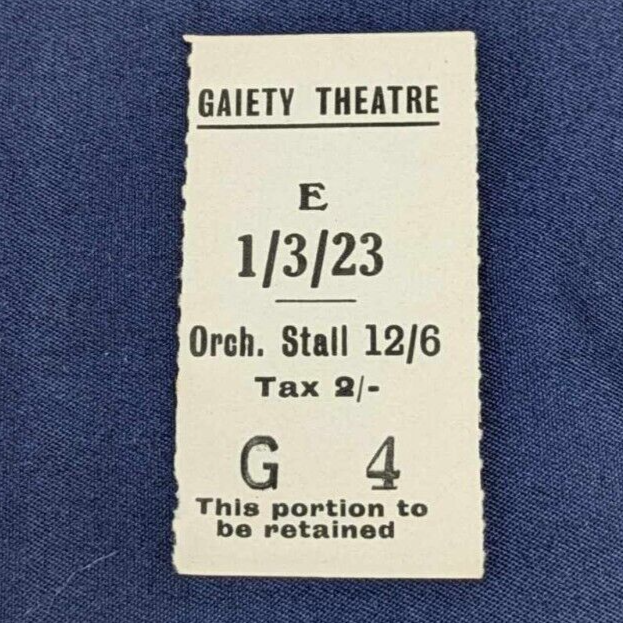 GAIETY THEATRE
E
1/3/23
Orch. Stall 12/6
Tax 2/-
G 4
This portion to
be retained